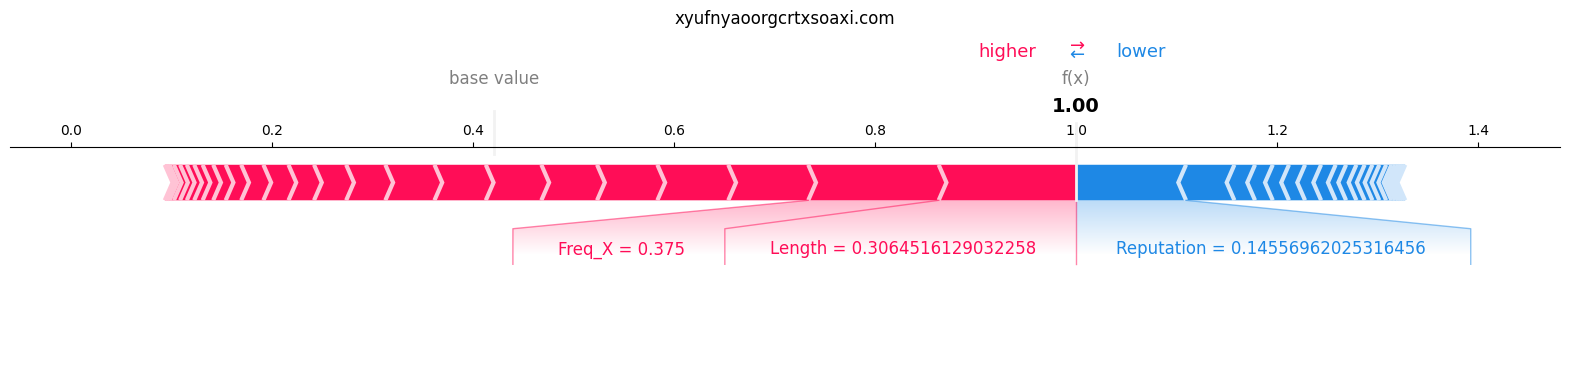 xyufnyaoorgcrtxsoaxi.com
higher → ← lower
base value f(x)
1.00
0.0 0.2 0.4 0.6 0.8 1.0 1.2 1.4
Freq_X = 0.375 Length = 0.3064516129032258 Reputation = 0.14556962025316456